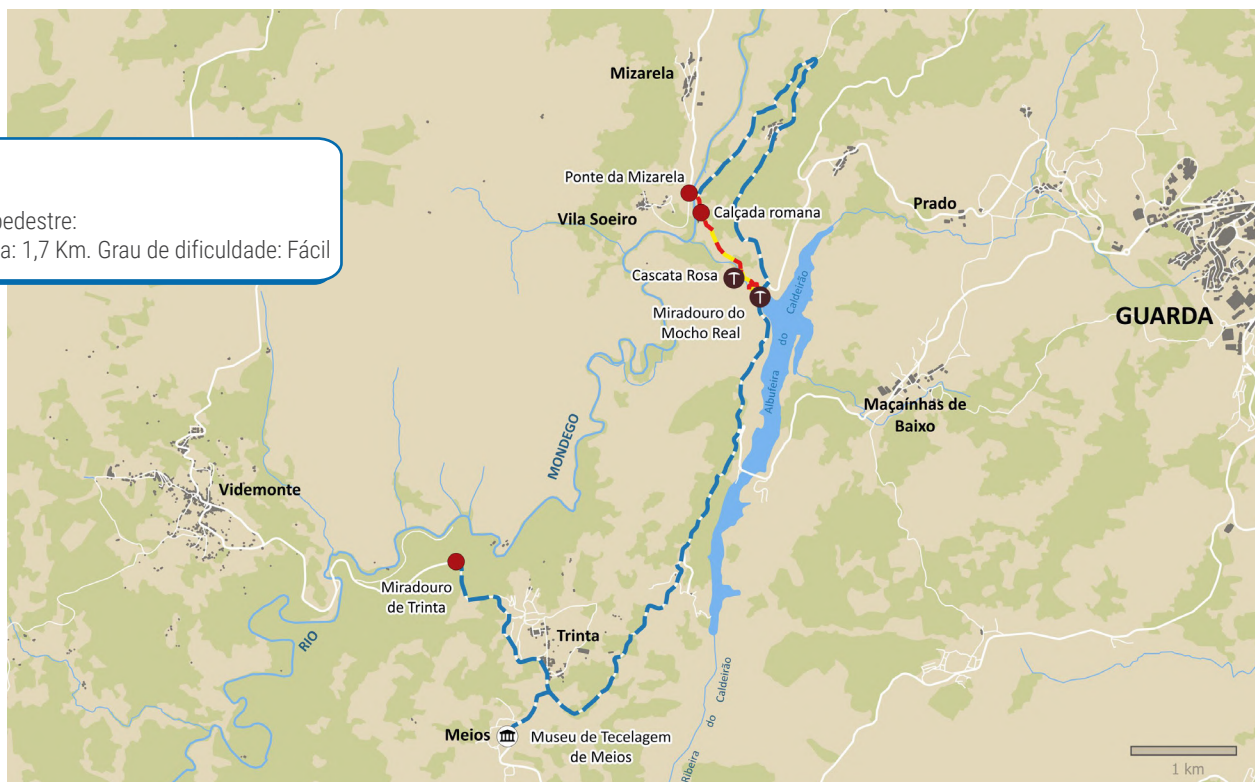 Mizarela
pedestre:
a: 1,7 Km. Grau de dificuldade: Fácil
Ponte da Mizarela
Vila Soeiro
Calçada romana
Prado
Cascata Rosa
Miradouro do
Mocho Real
GUARDA
Albufeira do Caldeirão
Maçaínhas de
Baixo
RIO MONDEGO
Videmonte
Miradouro
de Trinta
Trinta
Meios
Museu de Tecelagem
de Meios
Ribeira do Caldeirão
1 km